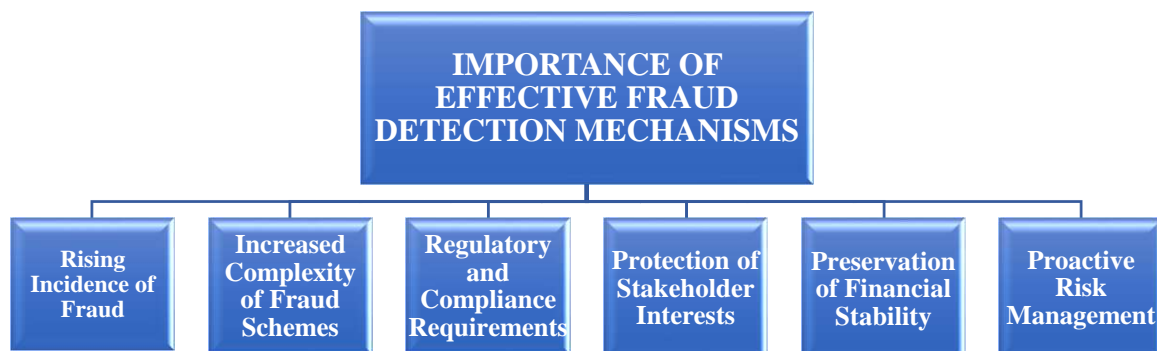 IMPORTANCE OF
EFFECTIVE FRAUD
DETECTION MECHANISMS
Rising
Incidence of
Fraud
Increased
Complexity
of Fraud
Schemes
Regulatory
and
Compliance
Requirements
Protection of
Stakeholder
Interests
Preservation
of Financial
Stability
Proactive
Risk
Management